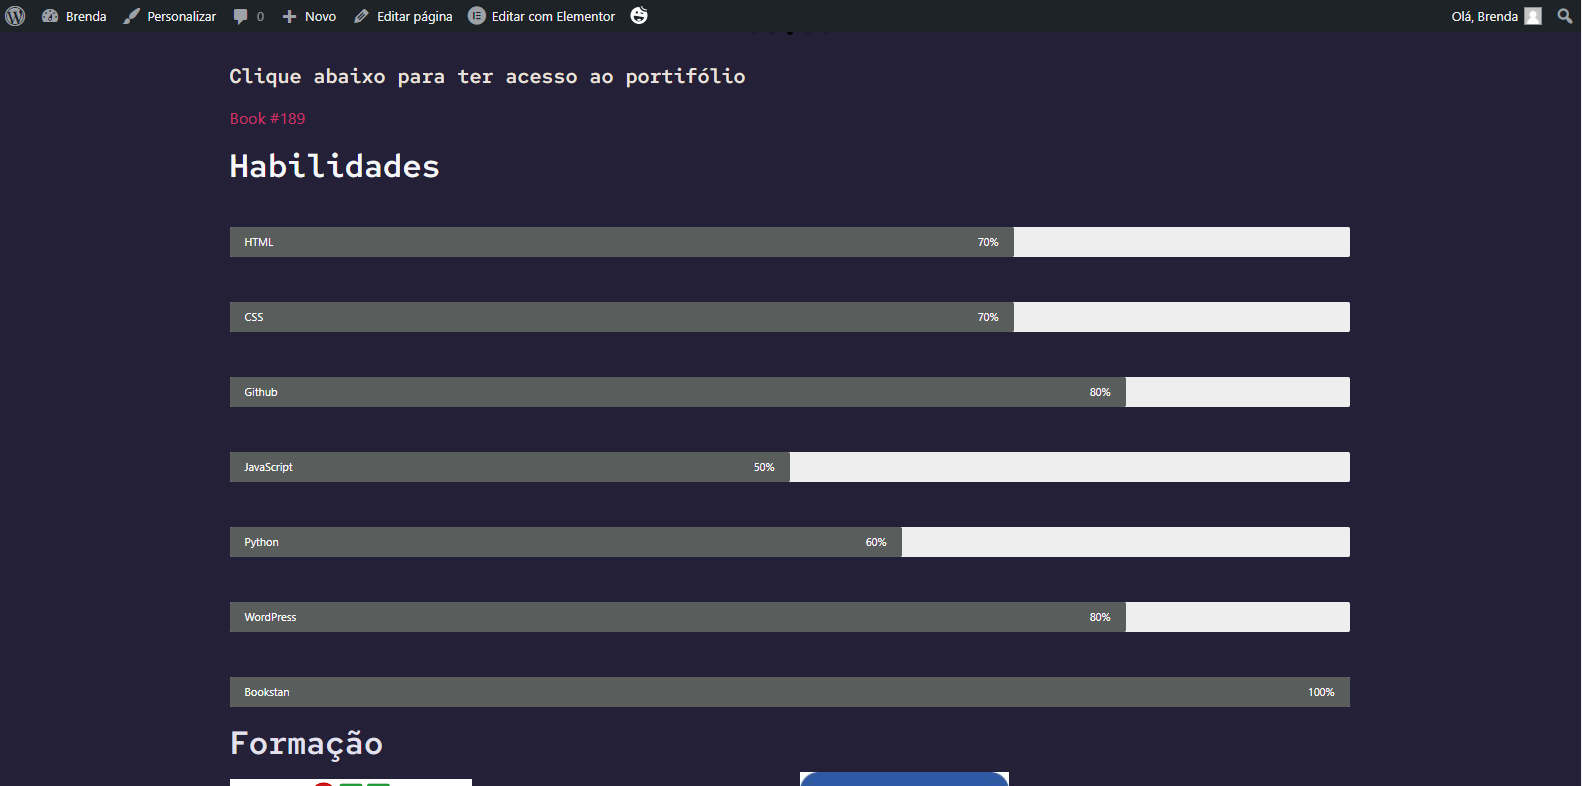 Brenda Personalizar 0 Novo Editar página Editar com Elementor Olá, Brenda
Clique abaixo para ter acesso ao portifólio
Book #189
Habilidades
HTML 70%
CSS 70%
Github 80%
JavaScript 50%
Python 60%
WordPress 80%
Bookstan 100%
Formação